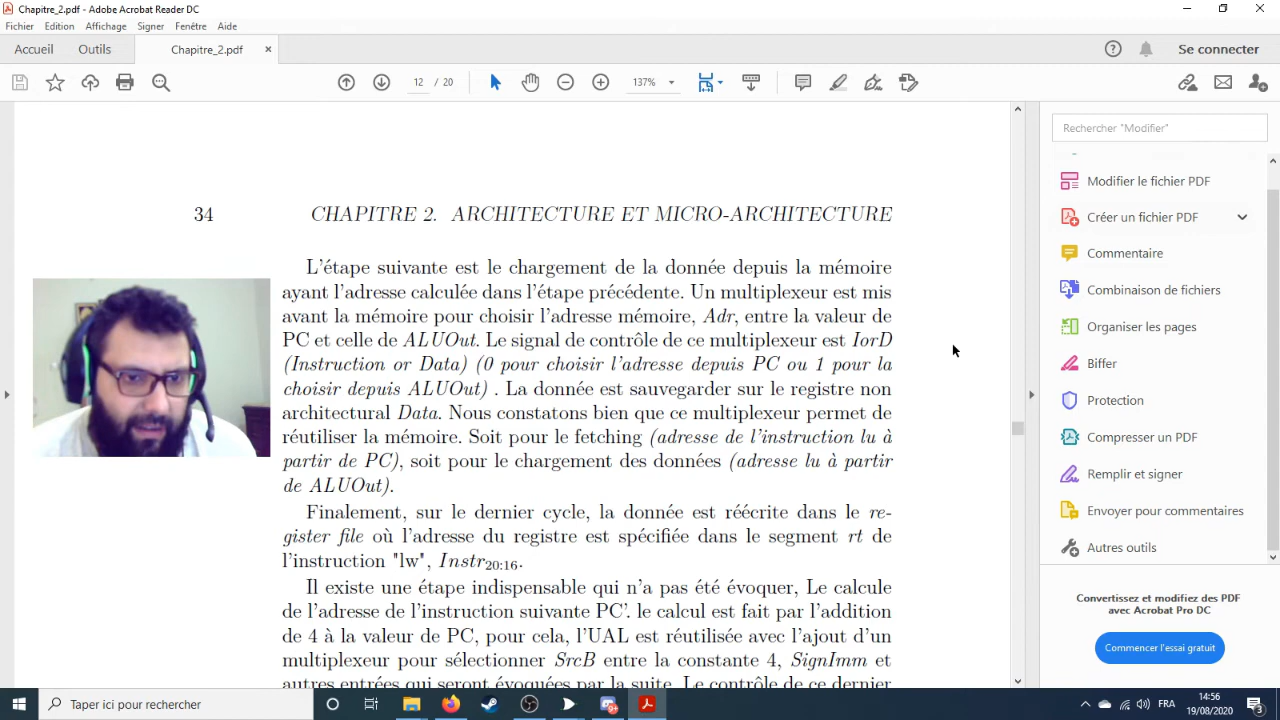 Chapitre_2.pdf - Adobe Acrobat Reader DC
Fichier Edition Affichage Signer Fenêtre Aide
Accueil Outils Chapitre_2.pdf × Se connecter
12 / 20 137%
34 CHAPITRE 2. ARCHITECTURE ET MICRO-ARCHITECTURE
L'étape suivante est le chargement de la donnée depuis la mémoire
ayant l'adresse calculée dans l'étape précédente. Un multiplexeur est mis
avant la mémoire pour choisir l'adresse mémoire, Adr, entre la valeur de
PC et celle de ALUOut. Le signal de contrôle de ce multiplexeur est IorD
(Instruction or Data) (0 pour choisir l'adresse depuis PC ou 1 pour la
choisir depuis ALUOut) . La donnée est sauvegarder sur le registre non
architectural Data. Nous constatons bien que ce multiplexeur permet de
réutiliser la mémoire. Soit pour le fetching (adresse de l'instruction lu à
partir de PC), soit pour le chargement des données (adresse lu à partir
de ALUOut).
Finalement, sur le dernier cycle, la donnée est réécrite dans le re-
gister file où l'adresse du registre est spécifiée dans le segment rt de
l'instruction "lw", Instr20:16.
Il existe une étape indispensable qui n'a pas été évoquer, Le calcule
de l'adresse de l'instruction suivante PC'. le calcul est fait par l'addition
de 4 à la valeur de PC, pour cela, l'UAL est réutilisée avec l'ajout d'un
multiplexeur pour sélectionner SrcB entre la constante 4, SignImm et
autres entrées qui seront évoquées par la suite. Le contrôle de ce dernier
Rechercher "Modifier"
Modifier le fichier PDF
Créer un fichier PDF
Commentaire
Combinaison de fichiers
Organiser les pages
Biffer
Protection
Compresser un PDF
Remplir et signer
Envoyer pour commentaires
Autres outils
Convertissez et modifiez des PDF
avec Acrobat Pro DC
Commencer l'essai gratuit
Taper ici pour rechercher
FRA
14:56
19/08/2020